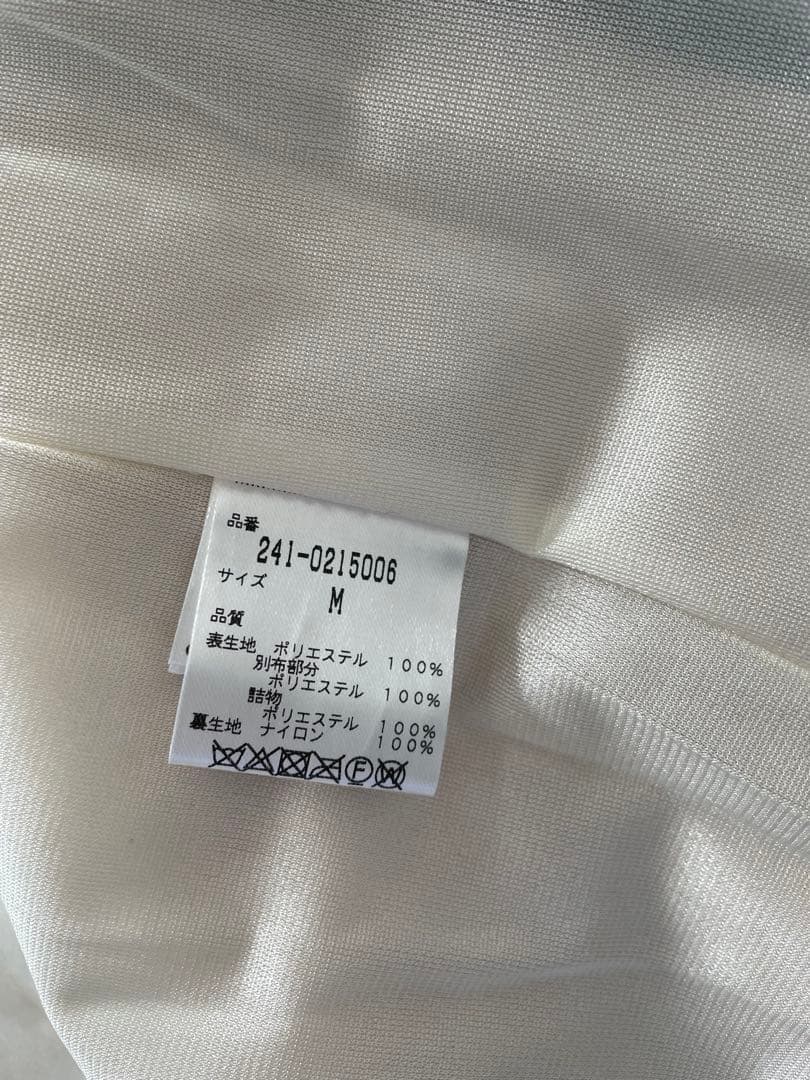 品番
241-0215006
サイズ
M
品質
表生地 ポリエステル 100%
別布部分
ポリエステル 100%
詰物
ポリエステル 100%
裏生地 ナイロン 100%
F W